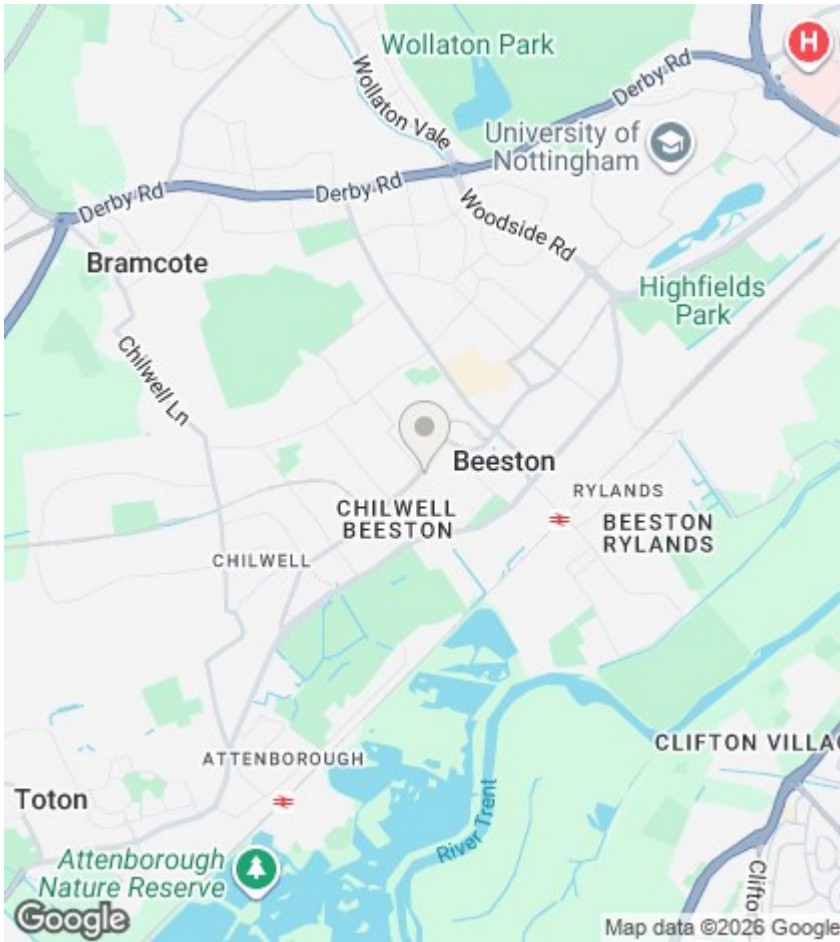 Wollaton Park
H
Derby Rd
Wollaton Vale
University of
Nottingham
Derby Rd
Derby Rd
Woodside Rd
Bramcote
Highfields
Park
Chilwell Ln
Beeston
CHILWELL
BEESTON
RYLANDS
BEESTON
RYLANDS
CHILWELL
ATTENBOROUGH
CLIFTON VILLAG
Toton
River Trent
Attenborough
Nature Reserve
Clifto
Google
Map data ©2026 Google